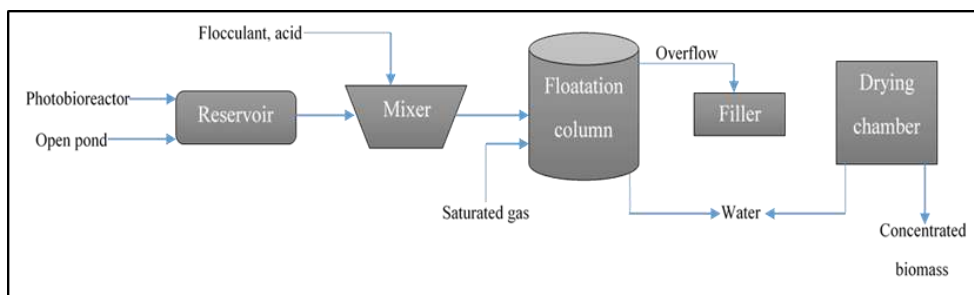 Flocculant, acid
Photobioreactor
Open pond
Reservoir
Mixer
Saturated gas
Floatation
column
Overflow
Filler
Water
Drying
chamber
Concentrated
biomass